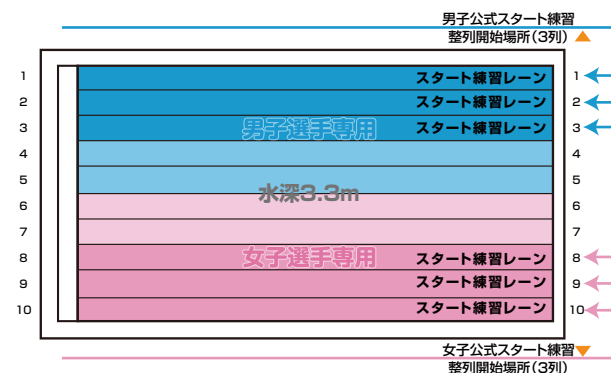 男子公式スタート練習
整列開始場所(3列)
1 スタート練習レーン 1
2 スタート練習レーン 2
3 男子選手専用 スタート練習レーン 3
4 4
5 5
水深3.3m
6 6
7 7
8 女子選手専用 スタート練習レーン 8
9 スタート練習レーン 9
10 スタート練習レーン 10
女子公式スタート練習
整列開始場所(3列)